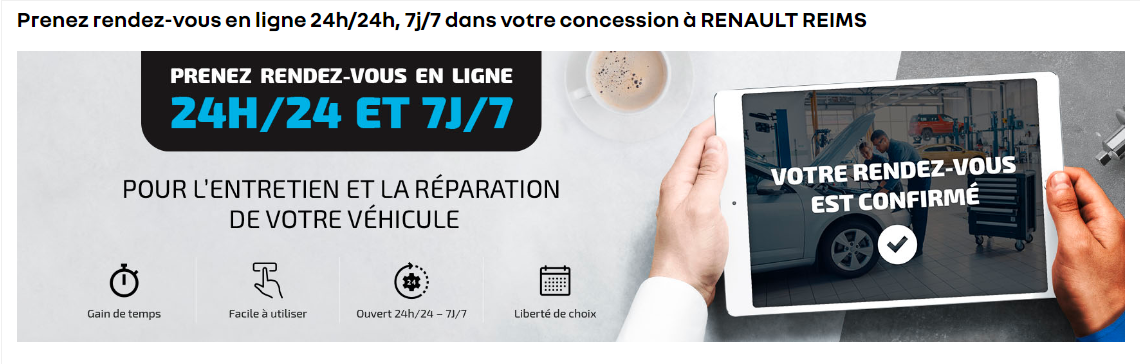 Prenez rendez-vous en ligne 24h/24h, 7j/7 dans votre concession à RENAULT REIMS
PRENEZ RENDEZ-VOUS EN LIGNE
24H/24 ET 7J/7
POUR L'ENTRETIEN ET LA RÉPARATION
DE VOTRE VÉHICULE
VOTRE RENDEZ-VOUS
EST CONFIRMÉ
24
Gain de temps
Facile à utiliser
Ouvert 24h/24 – 7J/7
Liberté de choix